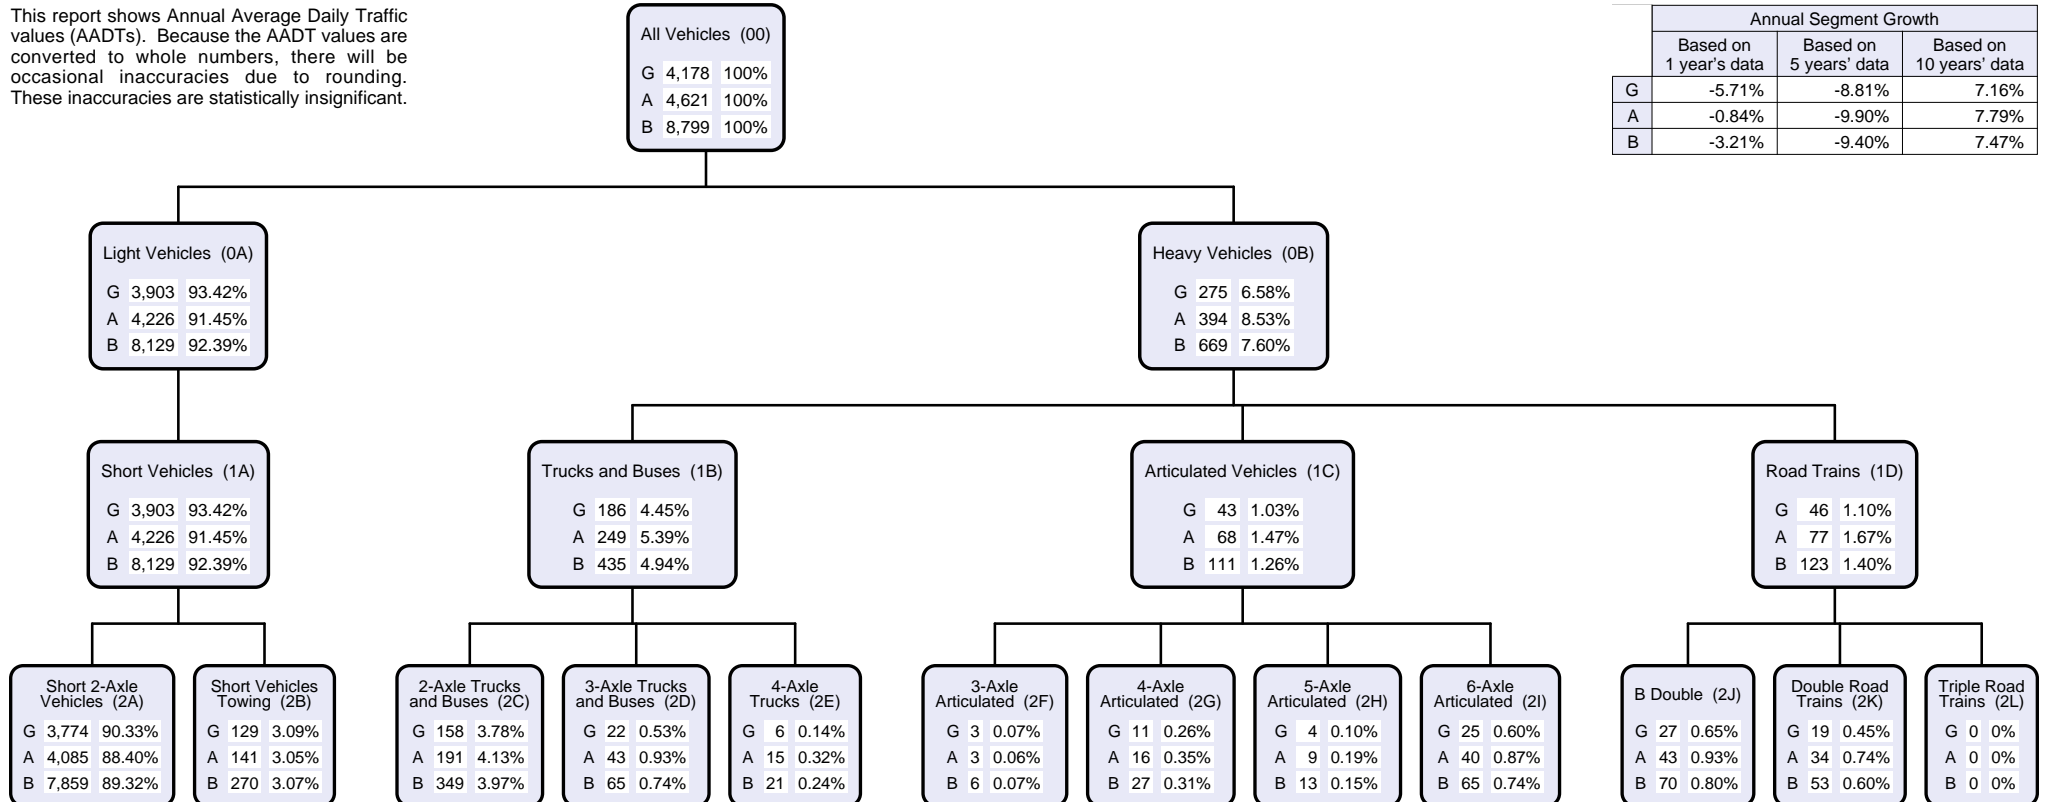 This report shows Annual Average Daily Traffic
values (AADTs). Because the AADT values are
converted to whole numbers, there will be
occasional inaccuracies due to rounding.
These inaccuracies are statistically insignificant.
All Vehicles (00)
G 4,178 100%
A 4,621 100%
B 8,799 100%
Annual Segment Growth
Based on Based on Based on
1 year's data 5 years' data 10 years' data
G -5.71% -8.81% 7.16%
A -0.84% -9.90% 7.79%
B -3.21% -9.40% 7.47%
Light Vehicles (0A)
G 3,903 93.42%
A 4,226 91.45%
B 8,129 92.39%
Heavy Vehicles (0B)
G 275 6.58%
A 394 8.53%
B 669 7.60%
Short Vehicles (1A)
G 3,903 93.42%
A 4,226 91.45%
B 8,129 92.39%
Trucks and Buses (1B)
G 186 4.45%
A 249 5.39%
B 435 4.94%
Articulated Vehicles (1C)
G 43 1.03%
A 68 1.47%
B 111 1.26%
Road Trains (1D)
G 46 1.10%
A 77 1.67%
B 123 1.40%
Short 2-Axle
Vehicles (2A)
G 3,774 90.33%
A 4,085 88.40%
B 7,859 89.32%
Short Vehicles
Towing (2B)
G 129 3.09%
A 141 3.05%
B 270 3.07%
2-Axle Trucks
and Buses (2C)
G 158 3.78%
A 191 4.13%
B 349 3.97%
3-Axle Trucks
and Buses (2D)
G 22 0.53%
A 43 0.93%
B 65 0.74%
4-Axle
Trucks (2E)
G 6 0.14%
A 15 0.32%
B 21 0.24%
3-Axle
Articulated (2F)
G 3 0.07%
A 3 0.06%
B 6 0.07%
4-Axle
Articulated (2G)
G 11 0.26%
A 16 0.35%
B 27 0.31%
5-Axle
Articulated (2H)
G 4 0.10%
A 9 0.19%
B 13 0.15%
6-Axle
Articulated (2I)
G 25 0.60%
A 40 0.87%
B 65 0.74%
B Double (2J)
G 27 0.65%
A 43 0.93%
B 70 0.80%
Double Road
Trains (2K)
G 19 0.45%
A 34 0.74%
B 53 0.60%
Triple Road
Trains (2L)
G 0 0%
A 0 0%
B 0 0%